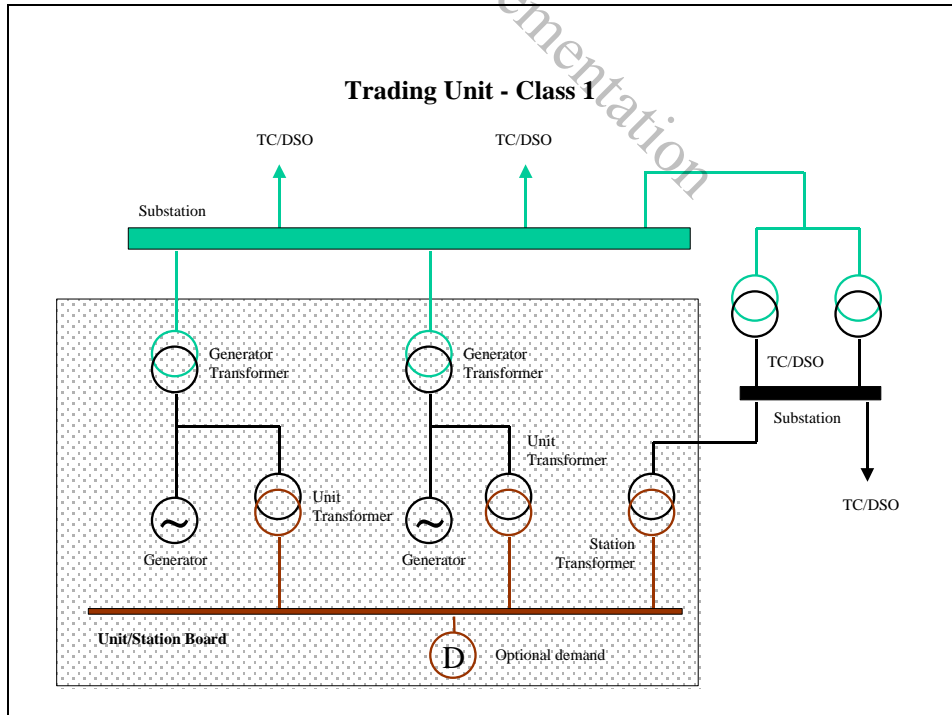 ementation
Trading Unit - Class 1
TC/DSO
TC/DSO
Substation
Generator
Transformer
Generator
Transformer
TC/DSO
Substation
Unit
Transformer
Unit
Transformer
TC/DSO
~
~
Generator
Generator
Station
Transformer
Unit/Station Board
D
Optional demand